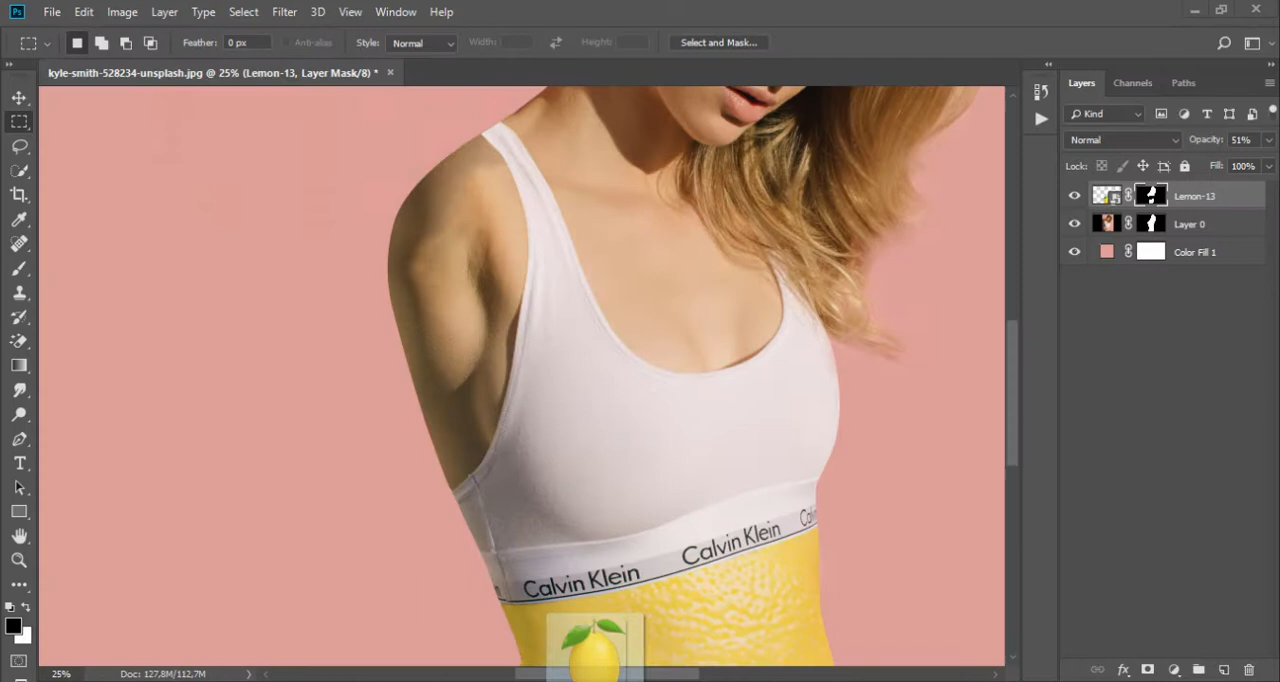 Ps File Edit Image Layer Type Select Filter 3D View Window Help
Feather: 0 px Anti-alias Style: Normal Width: Height: Select and Mask...
kyle-smith-528234-unsplash.jpg @ 25% (Lemon-13, Layer Mask/8) *
Layers Channels Paths
Kind
Normal Opacity: 51%
Lock: Fill: 100%
Lemon-13
Layer 0
Color Fill 1
Calvin Klein Calvin Klein
25% Doc: 127,8M/112,7M